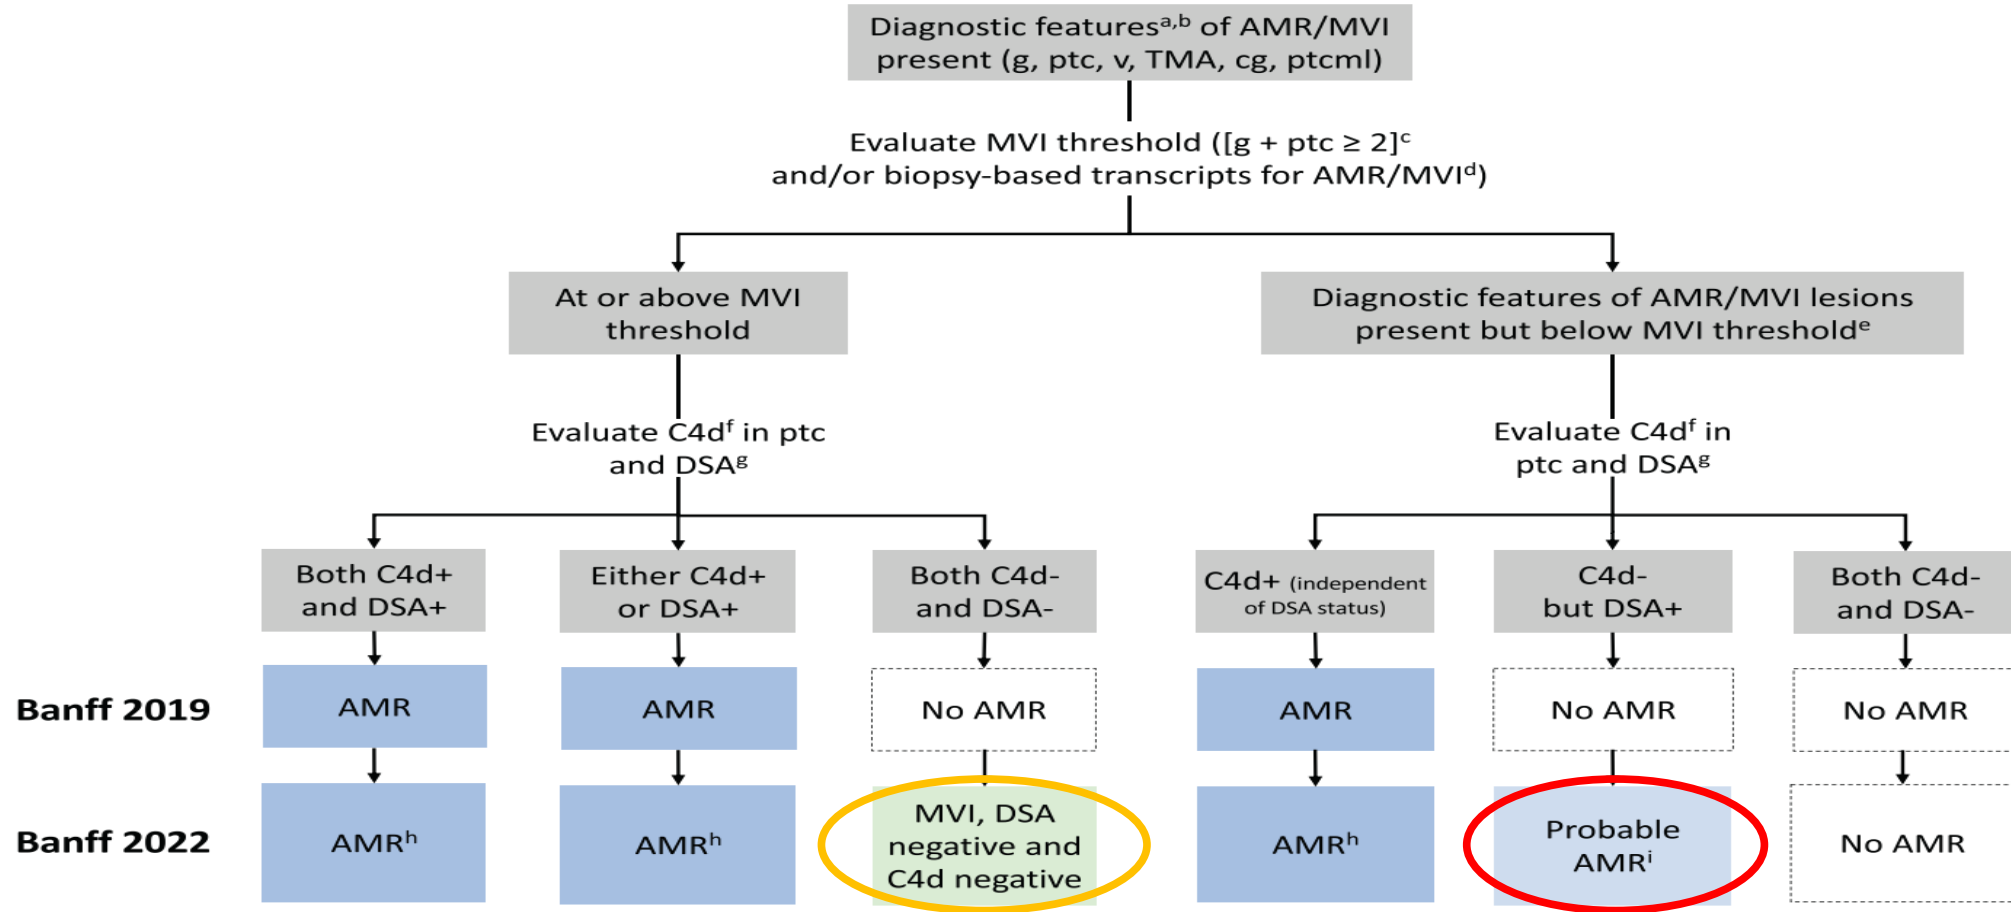 Diagnostic featuresᵃ,ᵇ of AMR/MVI
present (g, ptc, v, TMA, cg, ptcml)
Evaluate MVI threshold ([g + ptc ≥ 2]ᶜ
and/or biopsy-based transcripts for AMR/MVIᵈ)
At or above MVI
threshold
Diagnostic features of AMR/MVI lesions
present but below MVI thresholdᵉ
Evaluate C4dᶠ in ptc
and DSAᵍ
Evaluate C4dᶠ in
ptc and DSAᵍ
Both C4d+
and DSA+
Either C4d+
or DSA+
Both C4d-
and DSA-
C4d+ (independent
of DSA status)
C4d-
but DSA+
Both C4d-
and DSA-
Banff 2019
AMR
AMR
No AMR
AMR
No AMR
No AMR
Banff 2022
AMRʰ
AMRʰ
MVI, DSA
negative and
C4d negative
AMRʰ
Probable
AMRⁱ
No AMR